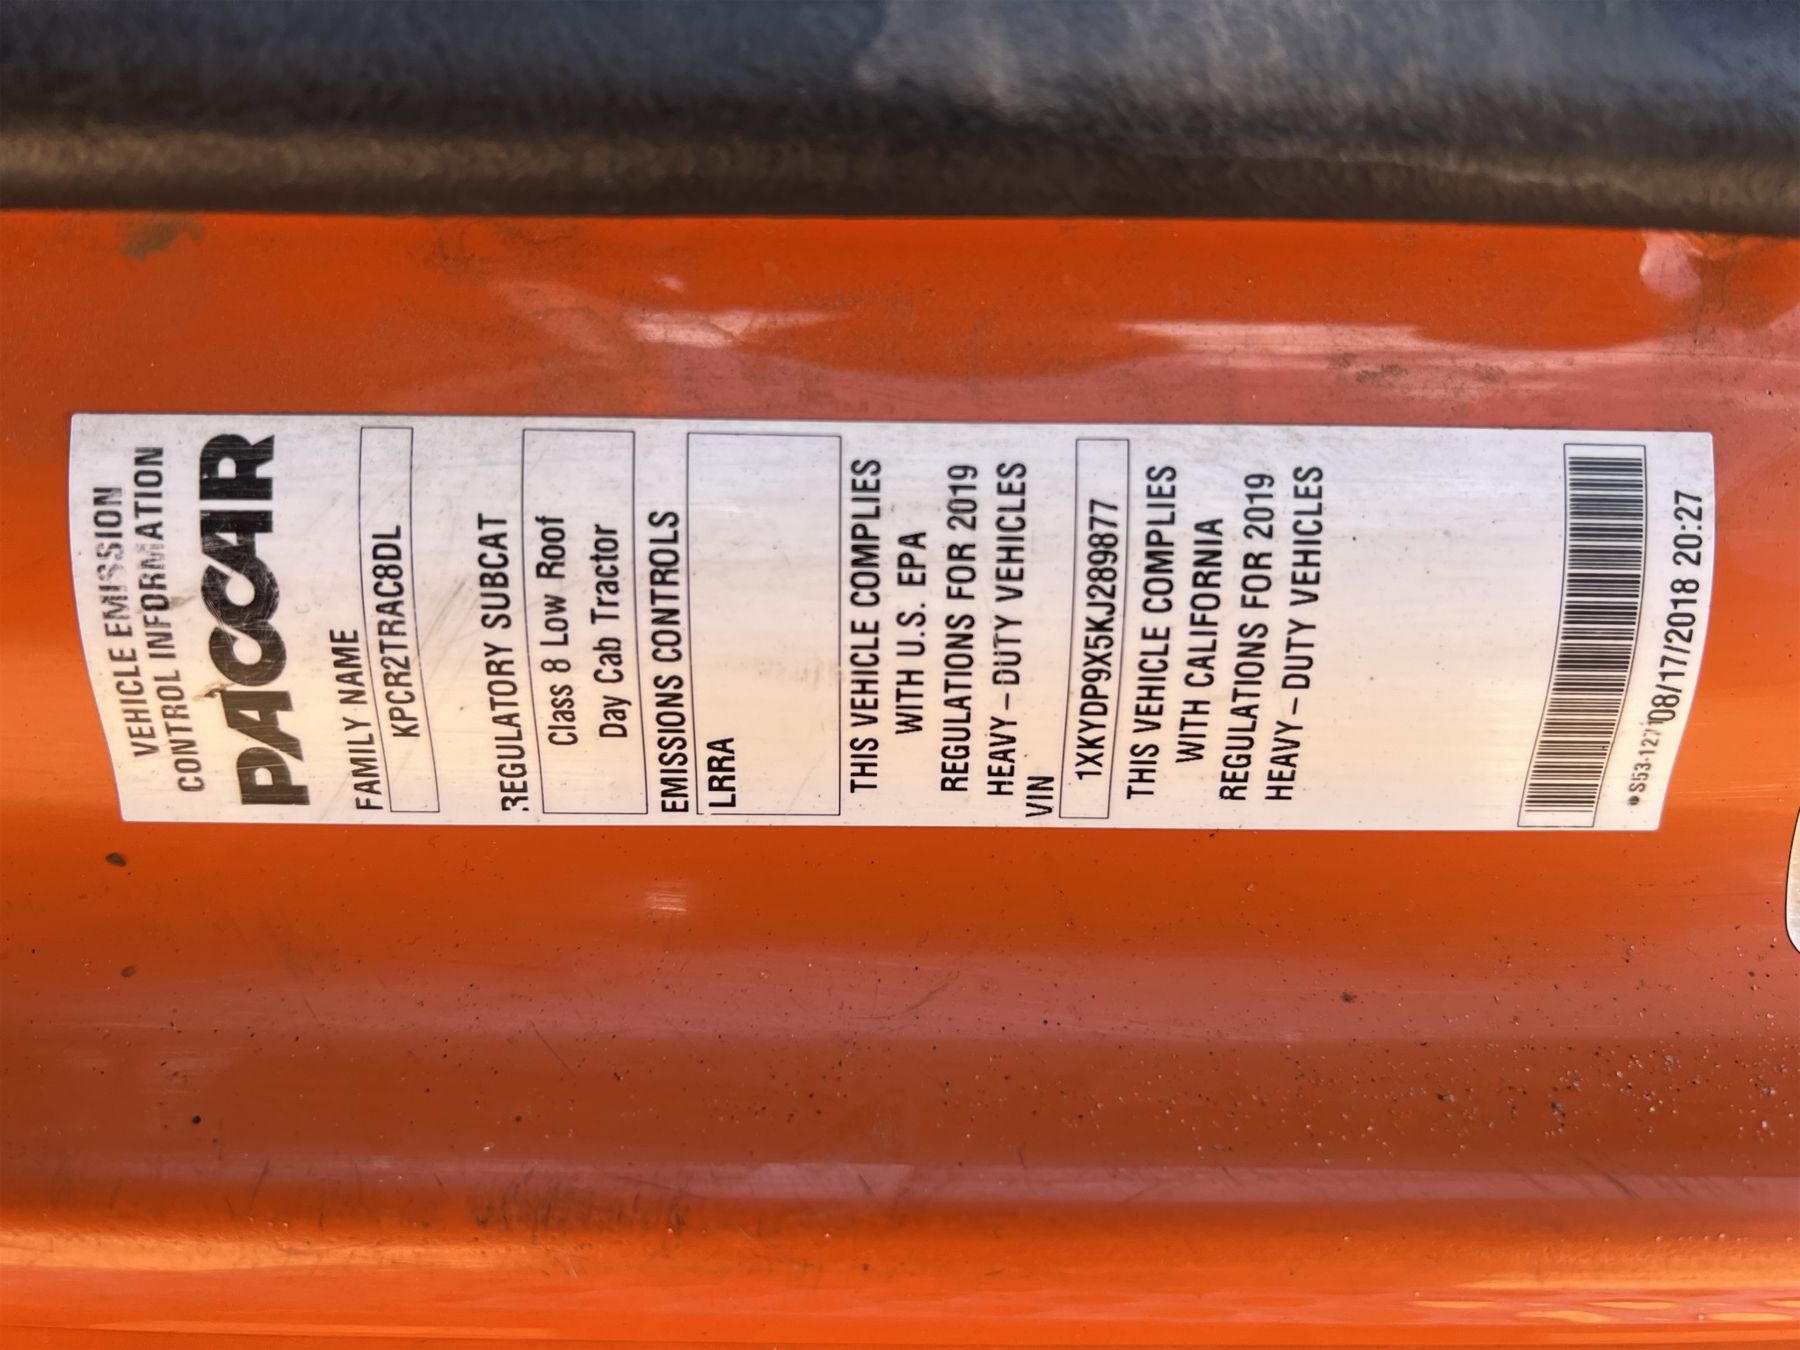 VEHICLE EMISSION
CONTROL INFORMATION
PACCAR
FAMILY NAME
KPCR2TRAC8DL
REGULATORY SUBCAT
Class 8 Low Roof
Day Cab Tractor
EMISSIONS CONTROLS
LRRA
THIS VEHICLE COMPLIES
WITH U.S. EPA
REGULATIONS FOR 2019
HEAVY-DUTY VEHICLES
VIN
1XKYDP9X5KJ289877
THIS VEHICLE COMPLIES
WITH CALIFORNIA
REGULATIONS FOR 2019
HEAVY-DUTY VEHICLES
08/17/2018 20:27